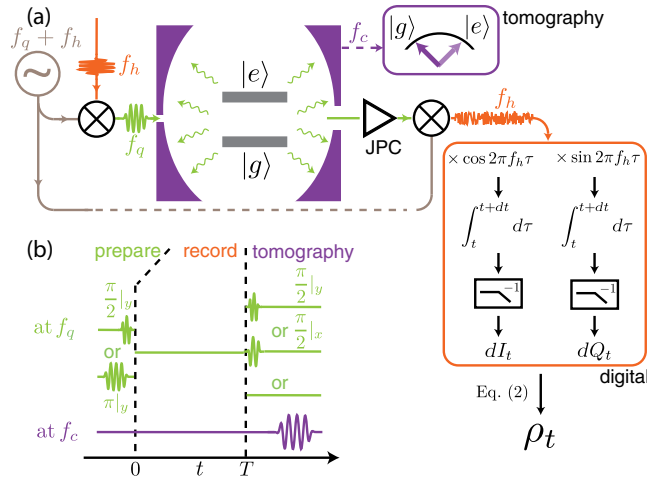 (a)
f_q + f_h
f_h
f_q
|e⟩
|g⟩
f_c
tomography
|g⟩ |e⟩
JPC
f_h
× cos 2πf_hτ × sin 2πf_hτ
∫_t^{t+dt} dτ ∫_t^{t+dt} dτ
−1 −1
dI_t dQ_t
digital
Eq. (2)
ρ_t
(b)
prepare record tomography
π/2|_y π/2|_y
at f_q or π/2|_x
or
π|_y or
at f_c
0 t T